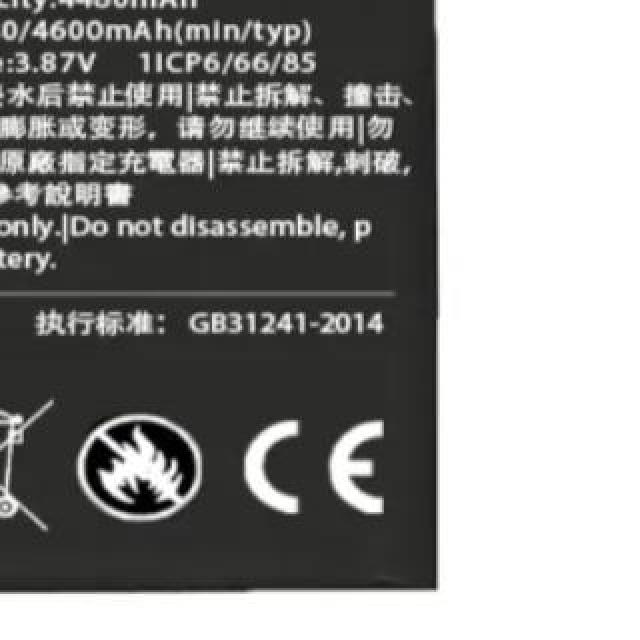 city:4480mAh
0/4600mAh(min/typ)
e:3.87V 1ICP6/66/85
水后禁止使用|禁止拆解、撞击、
膨胀或变形，请勿继续使用|勿
原廠指定充電器|禁止拆解,刺破,
參考說明書
only.|Do not disassemble, p
tery.
执行标准： GB31241-2014
CE